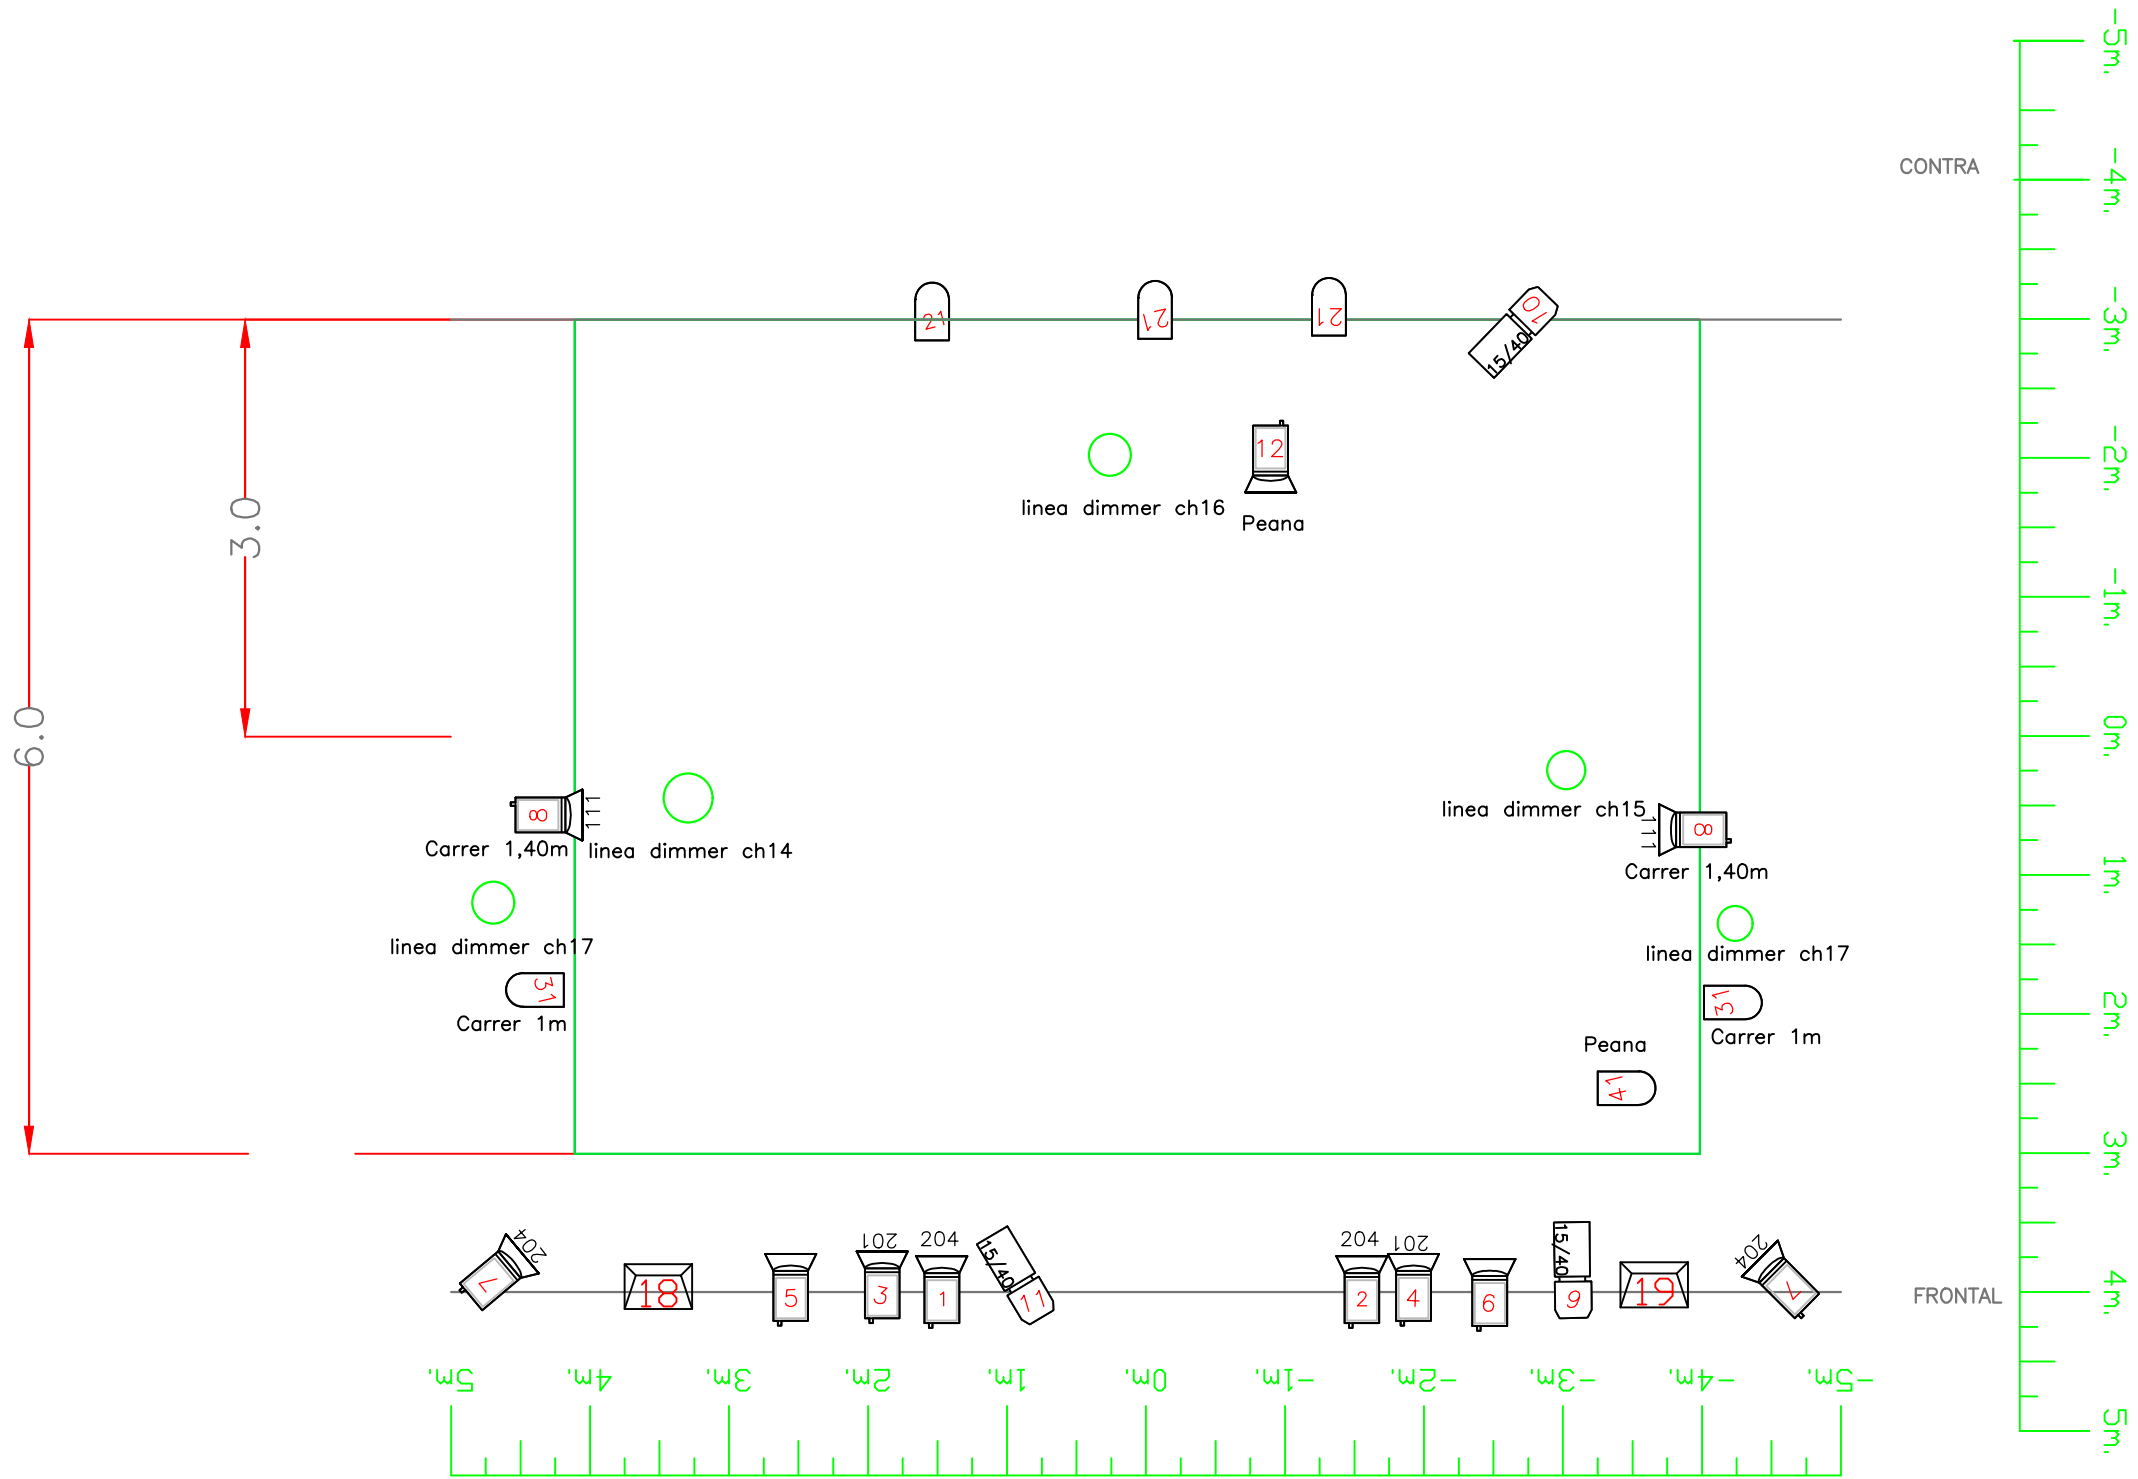 -5m.
CONTRA
-4m.
21
21
21
10
15/40
-3m.
12
linea dimmer ch16
Peana
-2m.
3.0
-1m.
6.0
0m.
8
111
Carrer 1,40m
linea dimmer ch14
linea dimmer ch15
111
8
Carrer 1,40m
1m.
linea dimmer ch17
linea dimmer ch17
31
Carrer 1m
31
Carrer 1m
2m.
Peana
41
3m.
204
7
18
5
201
3
204
1
15/40
11
204
2
201
4
6
15/40
9
19
204
7
4m.
FRONTAL
5m. 4m. 3m. 2m. 1m. 0m. -1m. -2m. -3m. -4m. -5m.
5m.